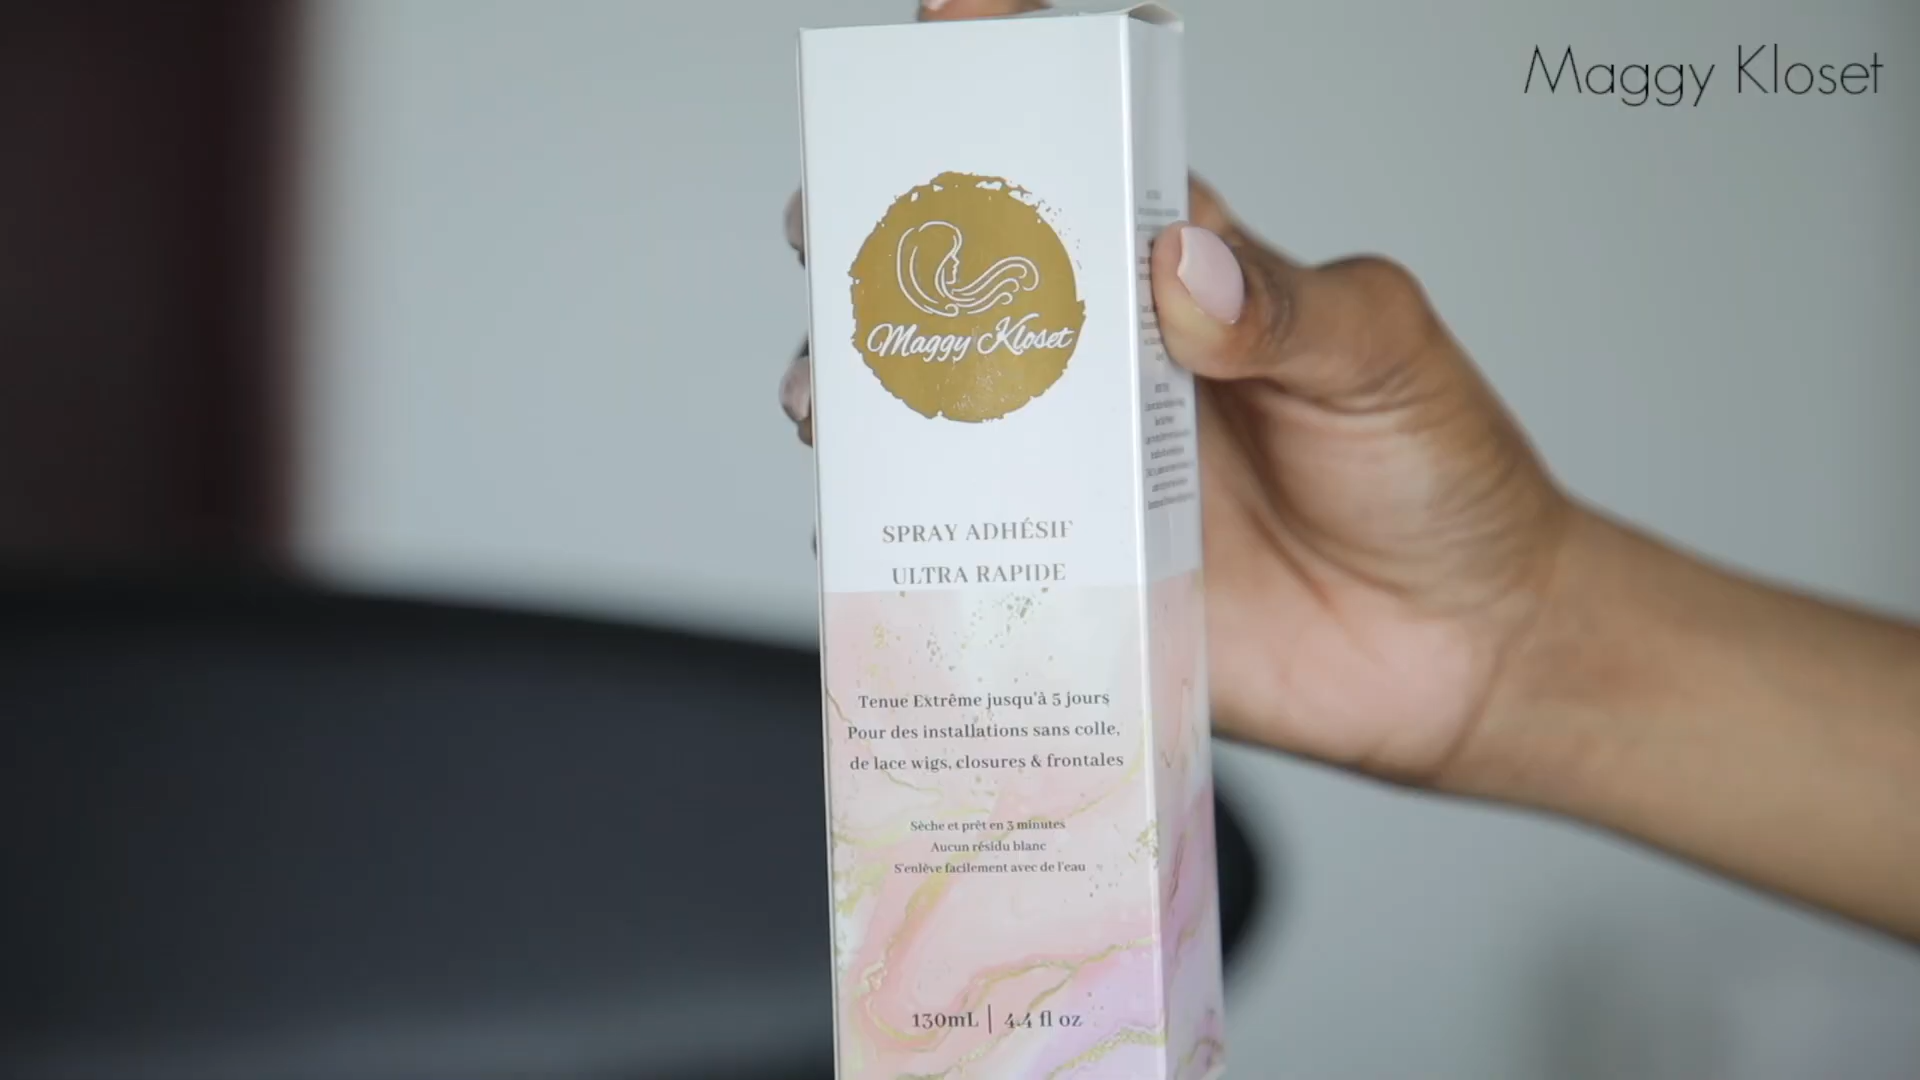 Maggy Kloset
Maggy Kloset
SPRAY ADHÉSIF
ULTRA RAPIDE
Tenue Extrême jusqu'à 5 jours
Pour des installations sans colle,
de lace wigs, closures & frontales
Sèche et prêt en 3 minutes
Aucun résidu blanc
S'enlève facilement avec de l'eau
130mL | 4.4 fl oz